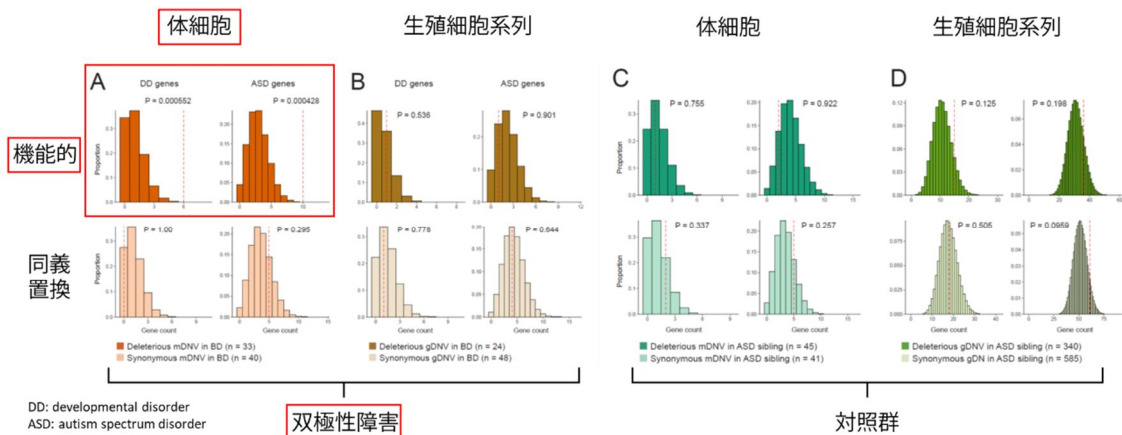 体細胞
生殖細胞系列
体細胞
生殖細胞系列
A
DD genes
ASD genes
B
DD genes
ASD genes
C
D
機能的
Proportion
P = 0.000552
P = 0.000428
P = 0.536
P = 0.901
P = 0.755
P = 0.922
P = 0.125
P = 0.198
同義
置換
Proportion
P = 1.00
P = 0.295
P = 0.778
P = 0.644
P = 0.337
P = 0.257
P = 0.505
P = 0.0959
Gene count
Gene count
Gene count
Gene count
Deleterious mDNV in BD (n = 33)
Synonymous mDNV in BD (n = 40)
Deleterious gDNV in BD (n = 24)
Synonymous gDNV in BD (n = 48)
Deleterious mDNV in ASD sibling (n = 45)
Synonymous mDNV in ASD sibling (n = 41)
Deleterious gDNV in ASD sibling (n = 340)
Synonymous gDN in ASD sibling (n = 585)
DD: developmental disorder
ASD: autism spectrum disorder
双極性障害
対照群